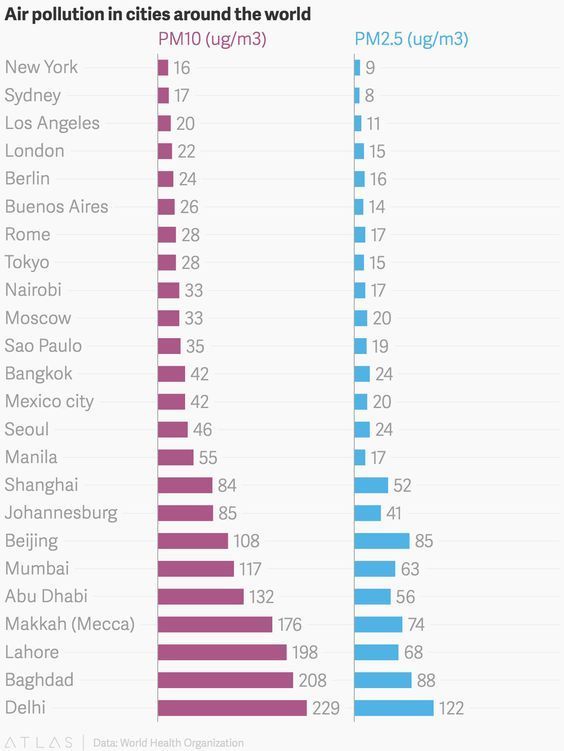 Air pollution in cities around the world
PM10 (ug/m3) PM2.5 (ug/m3)
New York 16 9
Sydney 17 8
Los Angeles 20 11
London 22 15
Berlin 24 16
Buenos Aires 26 14
Rome 28 17
Tokyo 28 15
Nairobi 33 17
Moscow 33 20
Sao Paulo 35 19
Bangkok 42 24
Mexico city 42 20
Seoul 46 24
Manila 55 17
Shanghai 84 52
Johannesburg 85 41
Beijing 108 85
Mumbai 117 63
Abu Dhabi 132 56
Makkah (Mecca) 176 74
Lahore 198 68
Baghdad 208 88
Delhi 229 122
ATLAS | Data: World Health Organization